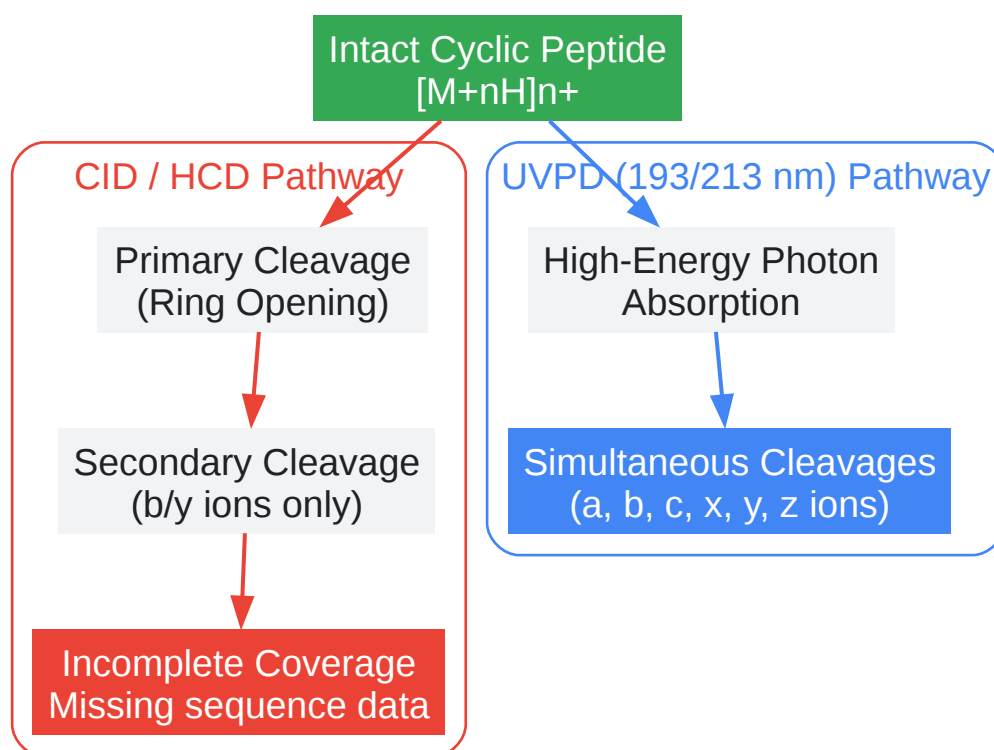 Intact Cyclic Peptide
[M+nH]n+
CID / HCD Pathway
Primary Cleavage
(Ring Opening)
Secondary Cleavage
(b/y ions only)
Incomplete Coverage
Missing sequence data
UVPD (193/213 nm) Pathway
High-Energy Photon
Absorption
Simultaneous Cleavages
(a, b, c, x, y, z ions)